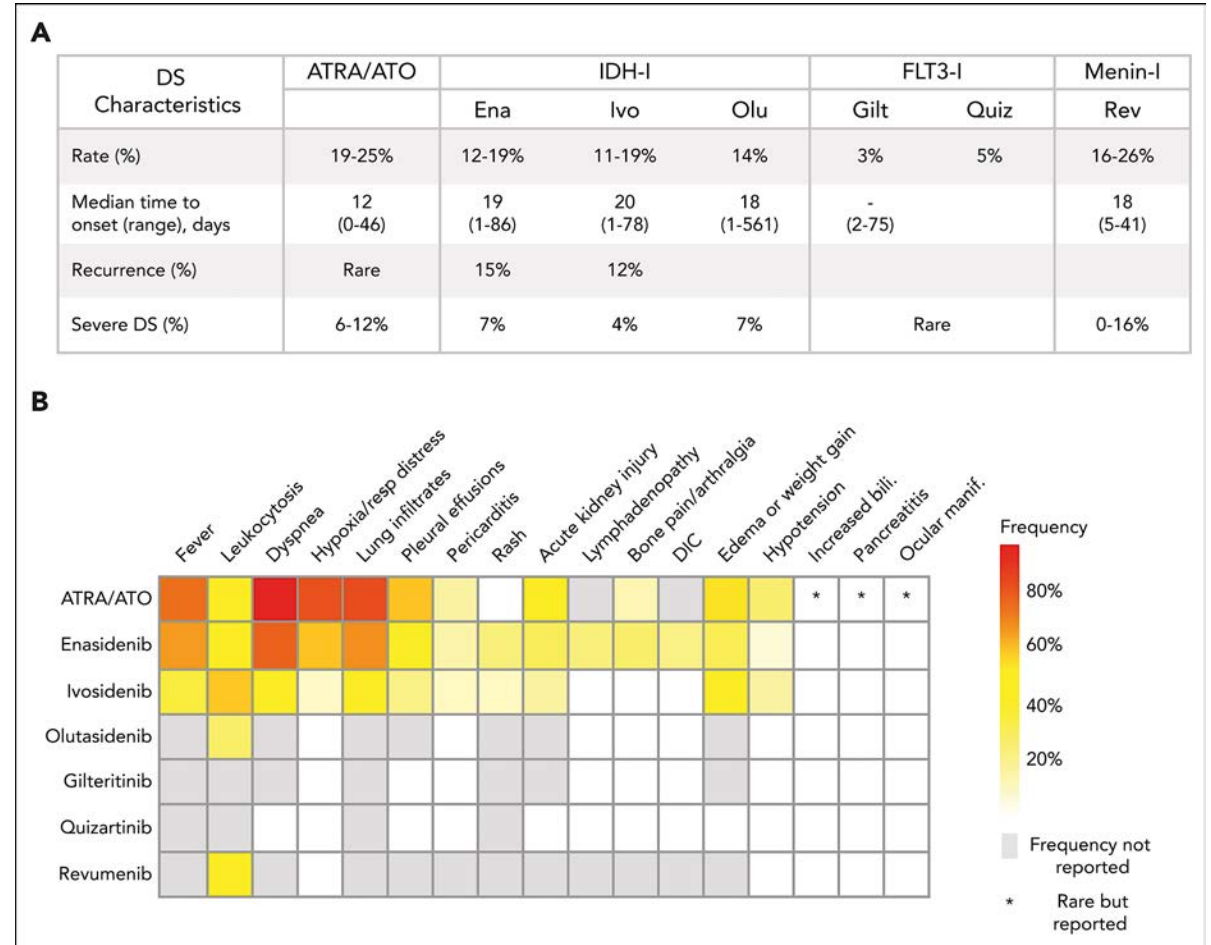 A
DS Characteristics ATRA/ATO IDH-I FLT3-I Menin-I
Ena Ivo Olu Gilt Quiz Rev
Rate (%) 19-25% 12-19% 11-19% 14% 3% 5% 16-26%
Median time to onset (range), days 12 (0-46) 19 (1-86) 20 (1-78) 18 (1-561) - (2-75) 18 (5-41)
Recurrence (%) Rare 15% 12%
Severe DS (%) 6-12% 7% 4% 7% Rare 0-16%
B
Fever
Leukocytosis
Dyspnea
Hypoxia/resp distress
Lung infiltrates
Pleural effusions
Pericarditis
Rash
Acute kidney injury
Lymphadenopathy
Bone pain/arthralgia
DIC
Edema or weight gain
Hypotension
Increased bili.
Pancreatitis
Ocular manif.
ATRA/ATO * * *
Enasidenib
Ivosidenib
Olutasidenib
Gilteritinib
Quizartinib
Revumenib
Frequency
80%
60%
40%
20%
Frequency not
reported
* Rare but
reported